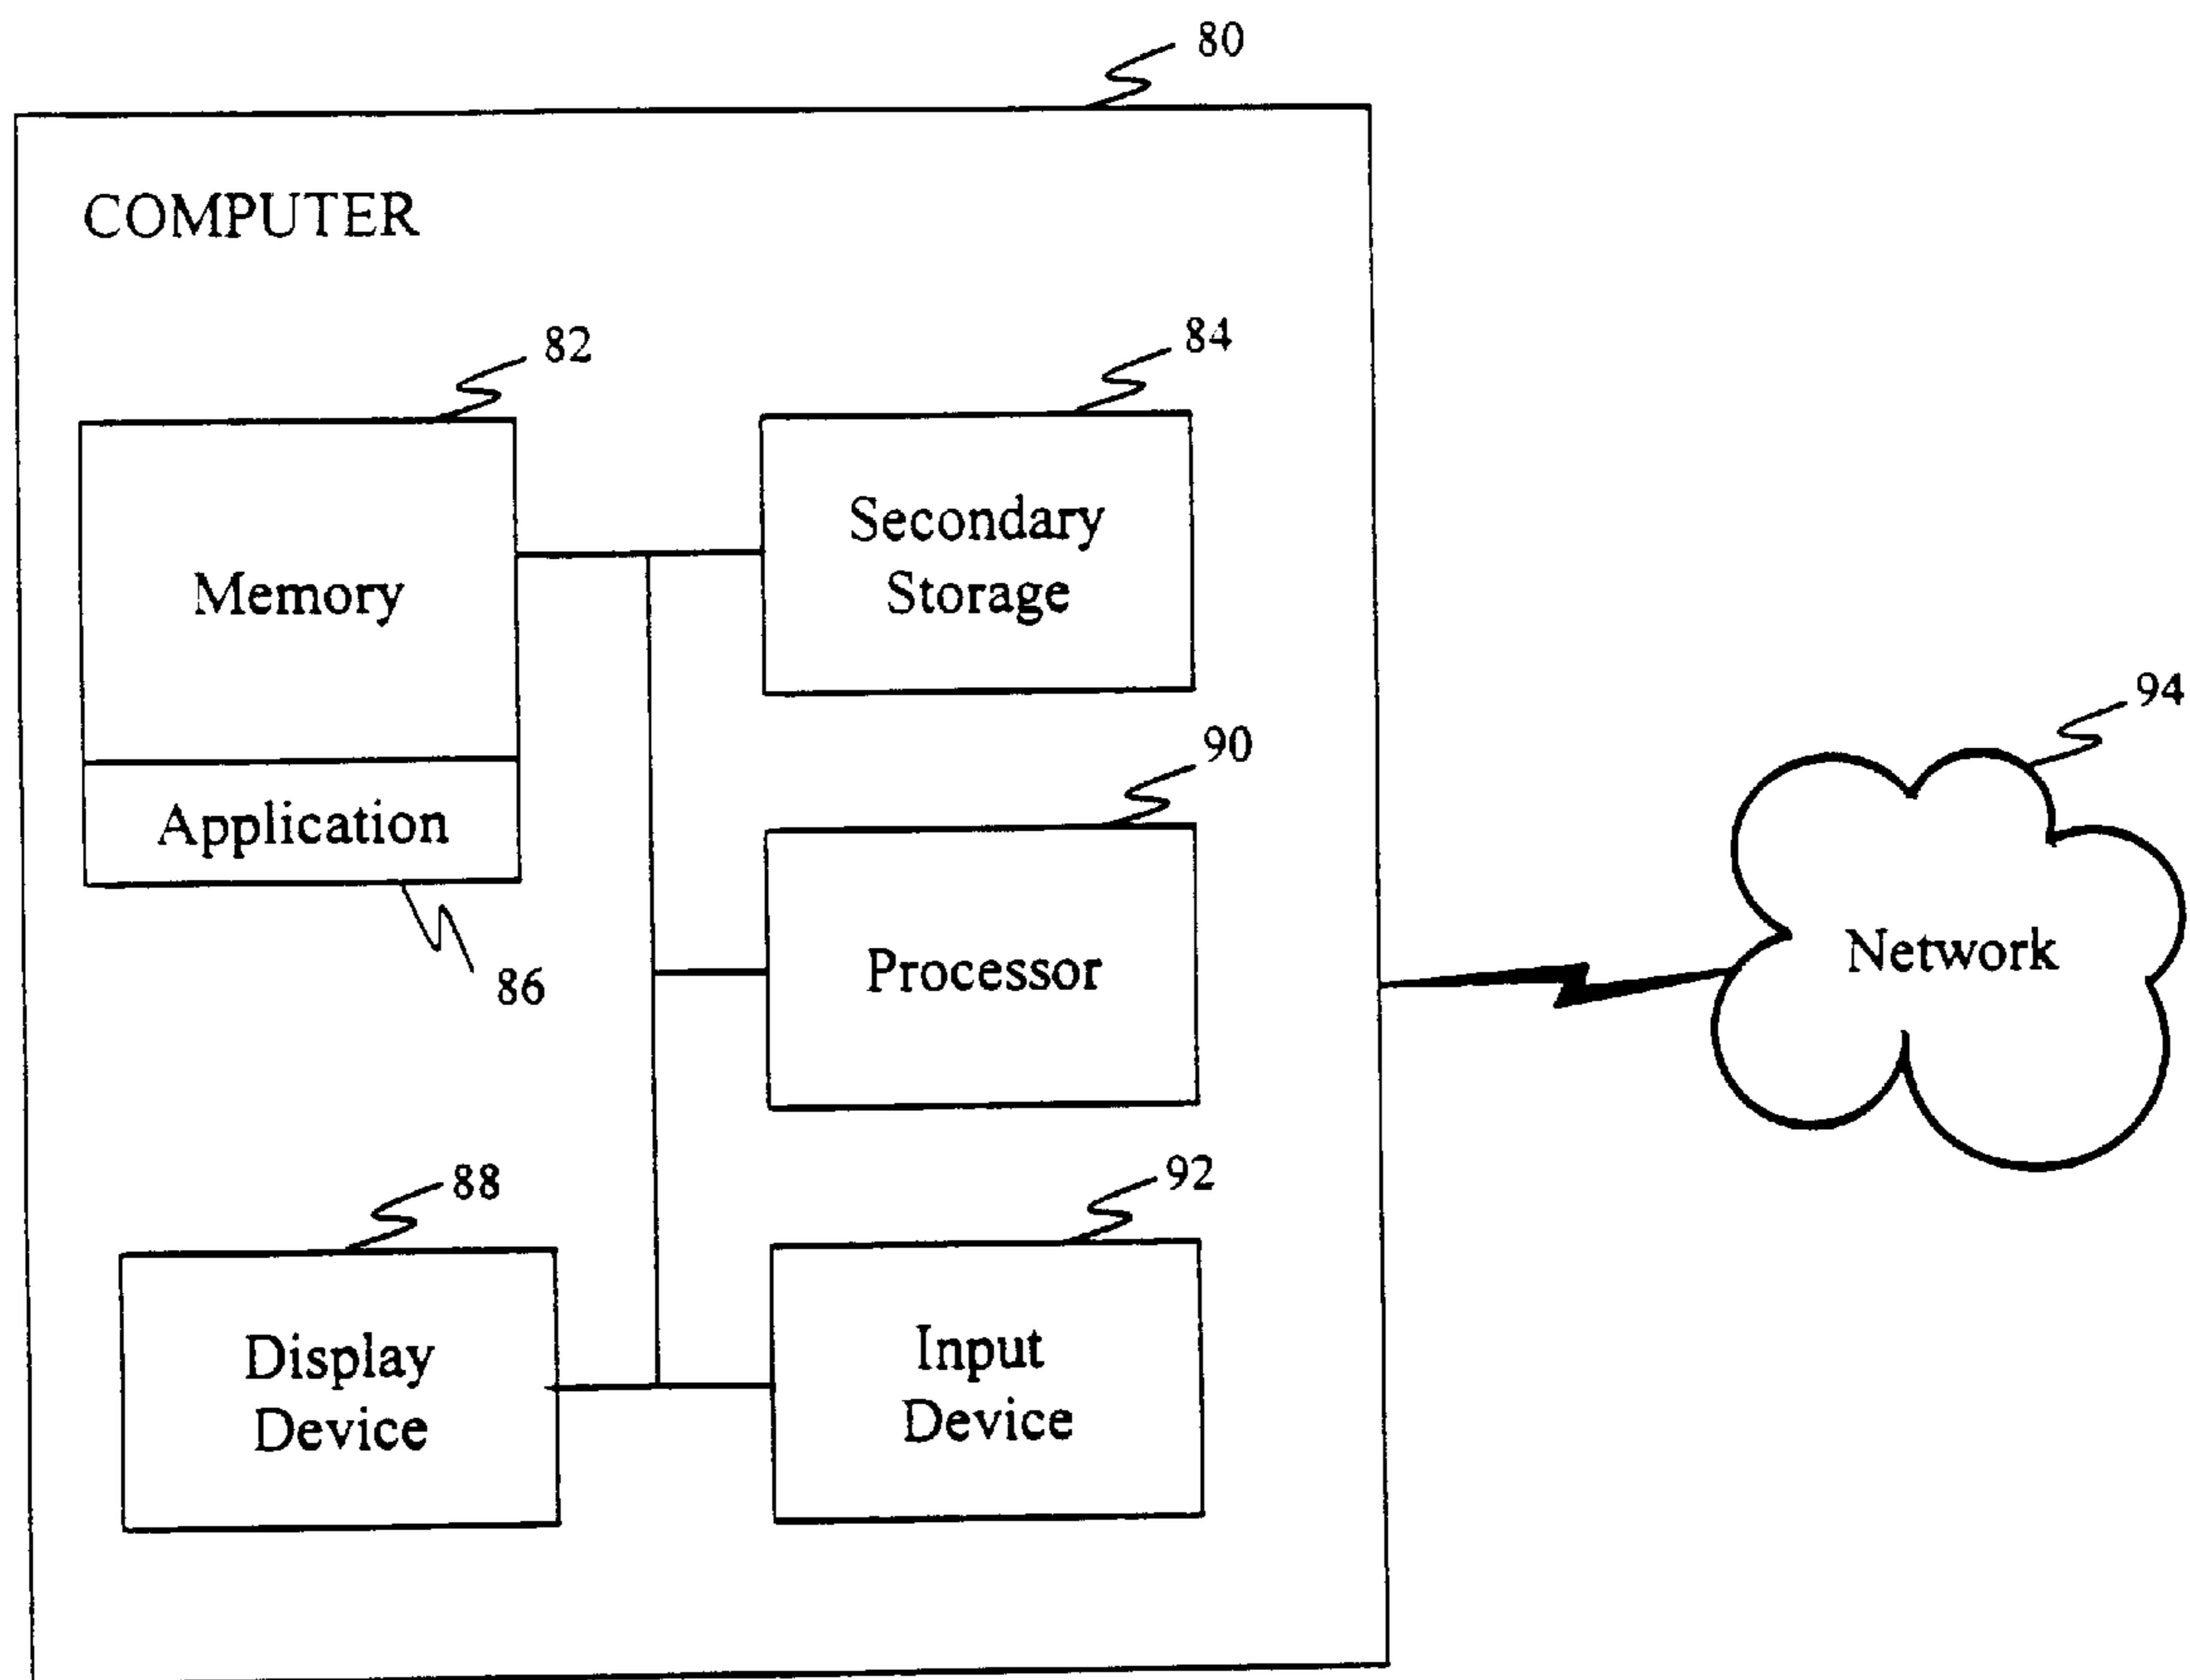 80
COMPUTER
82
84
Memory
Secondary
Storage
Application
86
90
Processor
94
Network
88
92
Display
Device
Input
Device